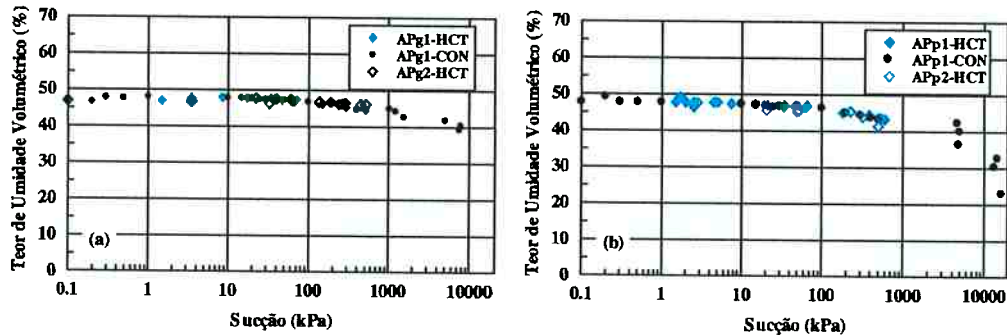 Teor de Umidade Volumétrico (%)
70
60
50
40
30
20
50
0
APg1-HCT
APg1-CON
APg2-HCT
(a)
0.1 1 10 100 1000 10000
Sucção (kPa)
Teor de Umidade Volumétrico (%)
70
60
50
40
30
20
50
0
APp1-HCT
APp1-CON
APp2-HCT
(b)
0.1 1 10 100 1000 10000
Sucção (kPa)